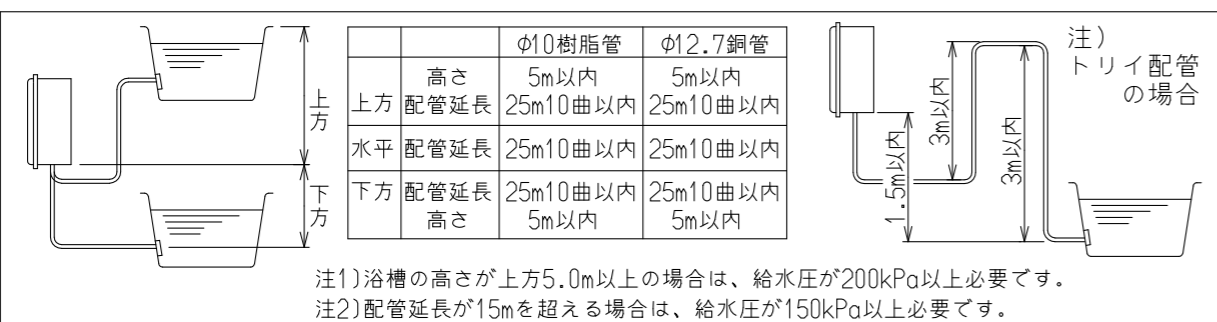 上方
下方
φ10樹脂管 φ12.7銅管
上方 高さ 5m以内 5m以内
配管延長 25m10曲以内 25m10曲以内
水平 配管延長 25m10曲以内 25m10曲以内
下方 配管延長 25m10曲以内 25m10曲以内
高さ 5m以内 5m以内
1.5m以内
3m以内
3m以内
注)
トリイ配管
の場合
注1)浴槽の高さが上方5.0m以上の場合は、給水圧が200kPa以上必要です。
注2)配管延長が15mを超える場合は、給水圧が150kPa以上必要です。